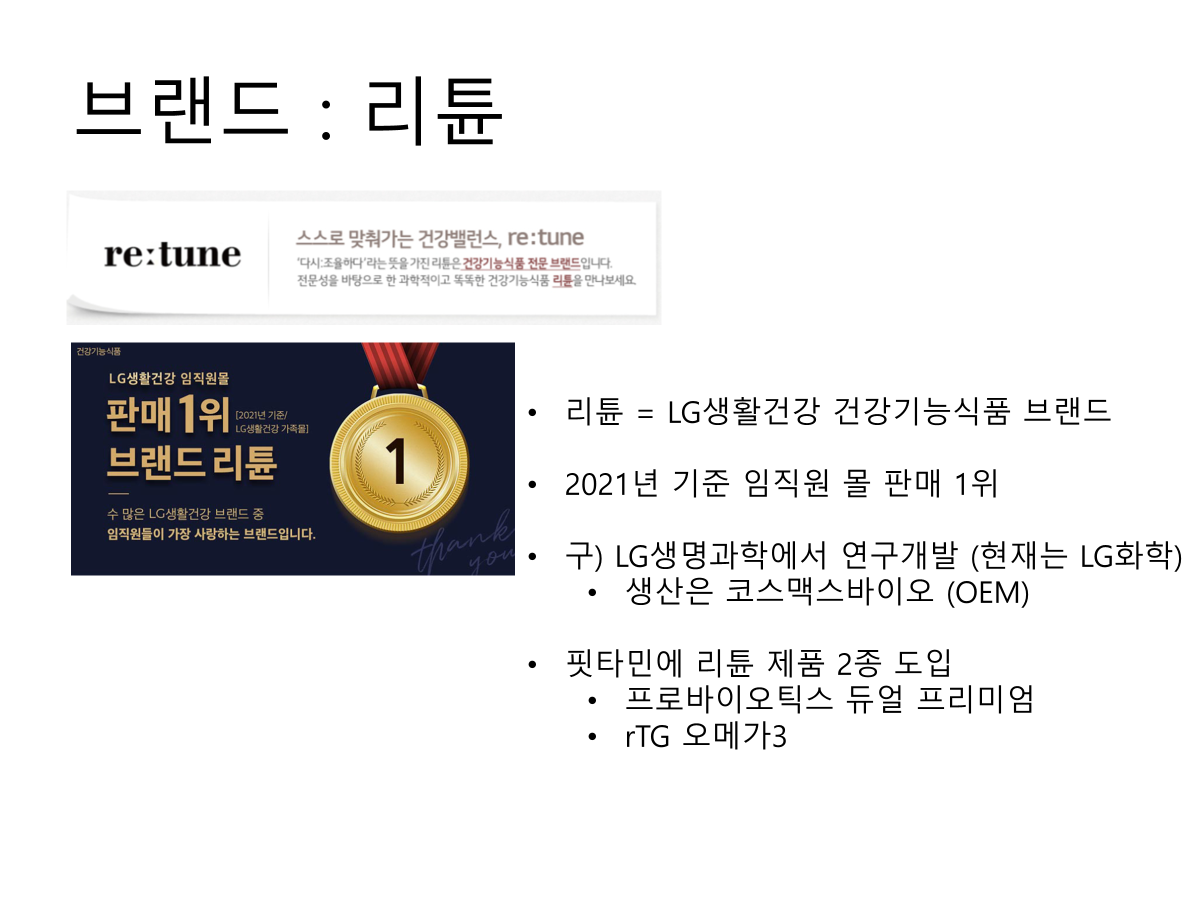 브랜드 : 리튠
re:tune
스스로 맞춰가는 건강밸런스, re:tune
'다시:조율하다'라는 뜻을 가진 리튠은 건강기능식품 전문 브랜드입니다.
전문성을 바탕으로 한 과학적이고 똑똑한 건강기능식품 리튠을 만나보세요.
건강기능식품
LG생활건강 임직원몰
판매 1위 [2021년 기준/
LG생활건강 가족몰]
브랜드 리튠
수 많은 LG생활건강 브랜드 중
임직원들이 가장 사랑하는 브랜드입니다.
1
thank
you
• 리튠 = LG생활건강 건강기능식품 브랜드
• 2021년 기준 임직원 몰 판매 1위
• 구) LG생명과학에서 연구개발 (현재는 LG화학)
• 생산은 코스맥스바이오 (OEM)
• 핏타민에 리튠 제품 2종 도입
• 프로바이오틱스 듀얼 프리미엄
• rTG 오메가3